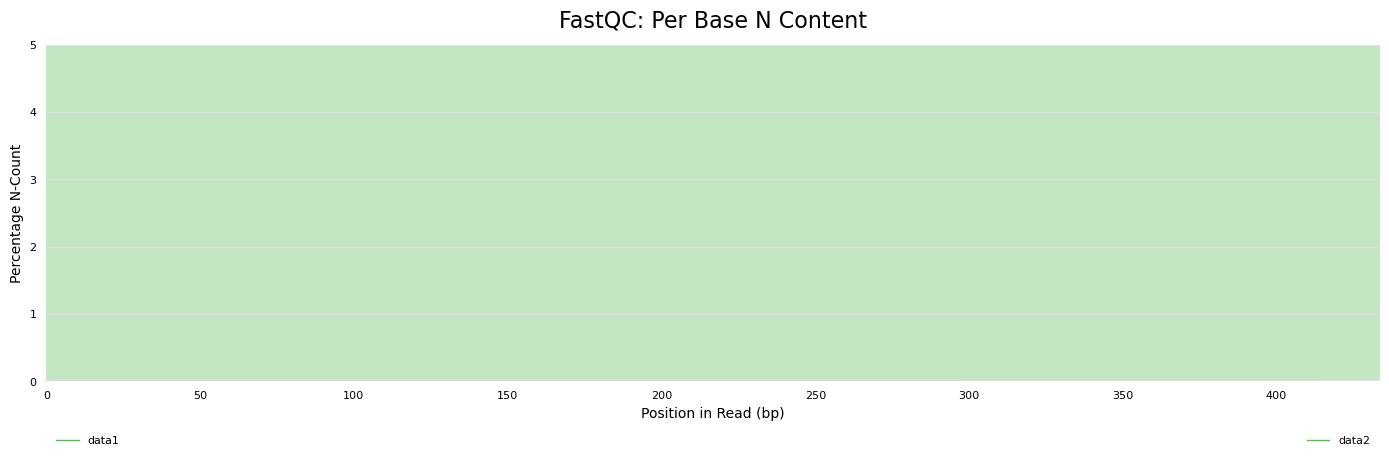 FastQC: Per Base N Content
Percentage N-Count
5
4
3
2
1
0
0 50 100 150 200 250 300 350 400
Position in Read (bp)
data1 data2